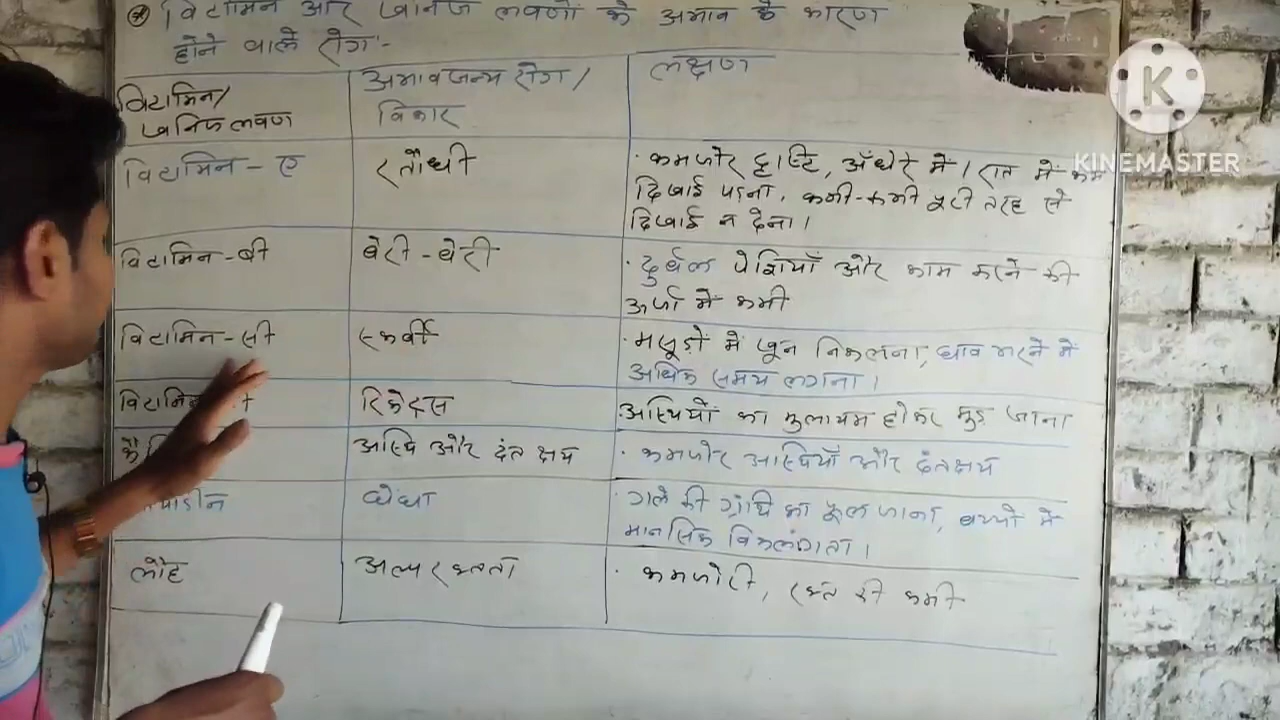 * विटामिन और खनिज लवणों के अभाव के कारण
होने वाले रोग:-
विटामिन/
खनिज लवण
अभावजन्य रोग/
विकार
लक्षण
विटामिन - ए
रतौंधी
· कमजोर दृष्टि, अँधेरे में / रात में कम
दिखाई पड़ना, कभी-कभी पूरी तरह से
दिखाई न देना।
विटामिन - बी
बेरी - बेरी
· दुर्बल पेशियाँ और काम करने की
ऊर्जा में कमी
विटामिन - सी
स्कर्वी
· मसूड़ों में खून निकलना, घाव भरने में
अधिक समय लगना।
रिकेट्स
अस्थियों का मुलायम होकर मुड़ जाना
अस्थि और दंत क्षय
· कमजोर अस्थियाँ और दंतक्षय
घेंघा
· गले की ग्रंथि का फूल जाना, बच्चों में
मानसिक विकलांगता।
लौह
अल्परक्तता
· कमजोरी, रक्त की कमी
K
KINEMASTER